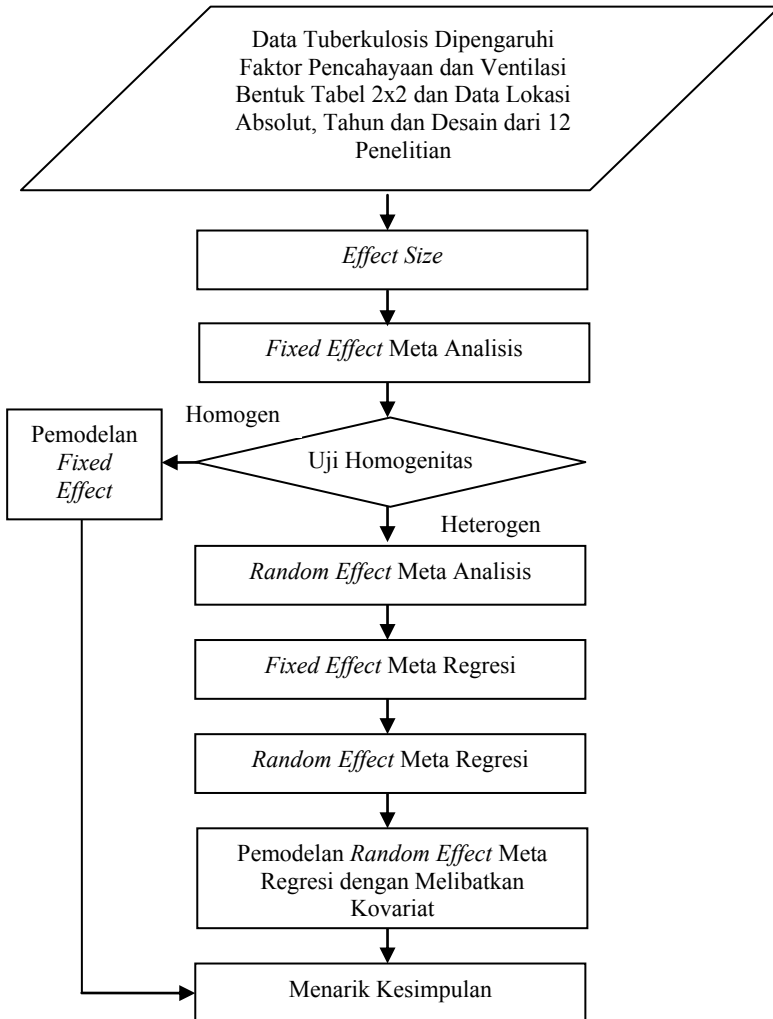 Data Tuberkulosis Dipengaruhi
Faktor Pencahayaan dan Ventilasi
Bentuk Tabel 2x2 dan Data Lokasi
Absolut, Tahun dan Desain dari 12
Penelitian
Effect Size
Fixed Effect Meta Analisis
Homogen
Pemodelan
Fixed
Effect
Uji Homogenitas
Heterogen
Random Effect Meta Analisis
Fixed Effect Meta Regresi
Random Effect Meta Regresi
Pemodelan Random Effect Meta
Regresi dengan Melibatkan
Kovariat
Menarik Kesimpulan